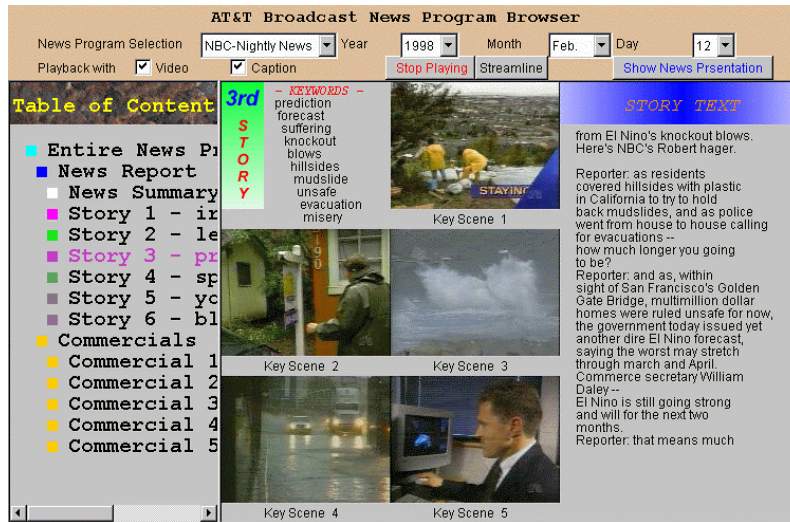 AT&T Broadcast News Program Browser
News Program Selection NBC-Nightly News Year 1998 Month Feb. Day 12
Playback with Video Caption Stop Playing Streamline Show News Prsentation
Table of Content
Entire News Pr
News Report
News Summary
Story 1 - ir
Story 2 - le
Story 3 - pr
Story 4 - sp
Story 5 - yo
Story 6 - bl
Commercials
Commercial 1
Commercial 2
Commercial 3
Commercial 4
Commercial 5
3rd
STORY
- KEYWORDS -
prediction
forecast
suffering
knockout
blows
hillsides
mudslide
unsafe
evacuation
misery
STAYING
Key Scene 1
190
Key Scene 2
Key Scene 3
Key Scene 4
Key Scene 5
STORY TEXT
from El Nino's knockout blows.
Here's NBC's Robert hager.
Reporter: as residents
covered hillsides with plastic
in California to try to hold
back mudslides, and as police
went from house to house calling
for evacuations --
how much longer you going
to be?
Reporter: and as, within
sight of San Francisco's Golden
Gate Bridge, multimillion dollar
homes were ruled unsafe for now,
the government today issued yet
another dire El Nino forecast,
saying the worst may stretch
through march and April.
Commerce secretary William
Daley --
El Nino is still going strong
and will for the next two
months.
Reporter: that means much